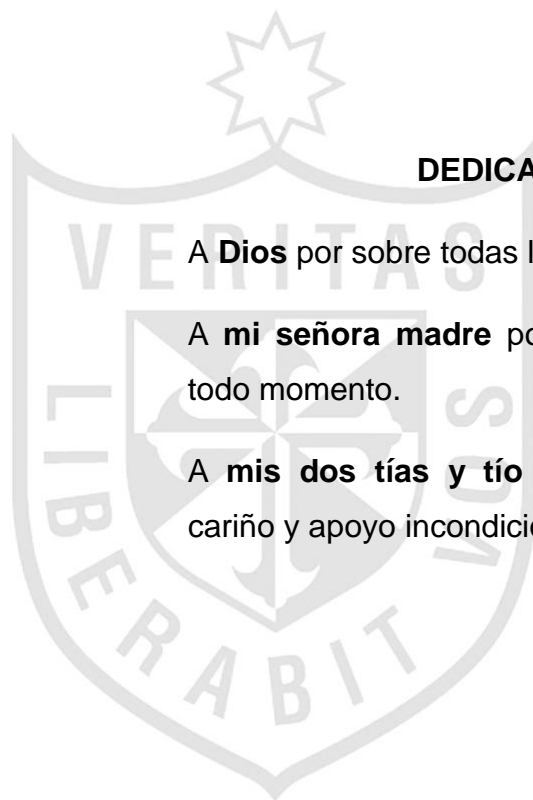 DEDICA
A Dios por sobre todas l
A mi señora madre po
todo momento.
A mis dos tías y tío
cariño y apoyo incondici
VERITAS
LIBERABIT
VOS